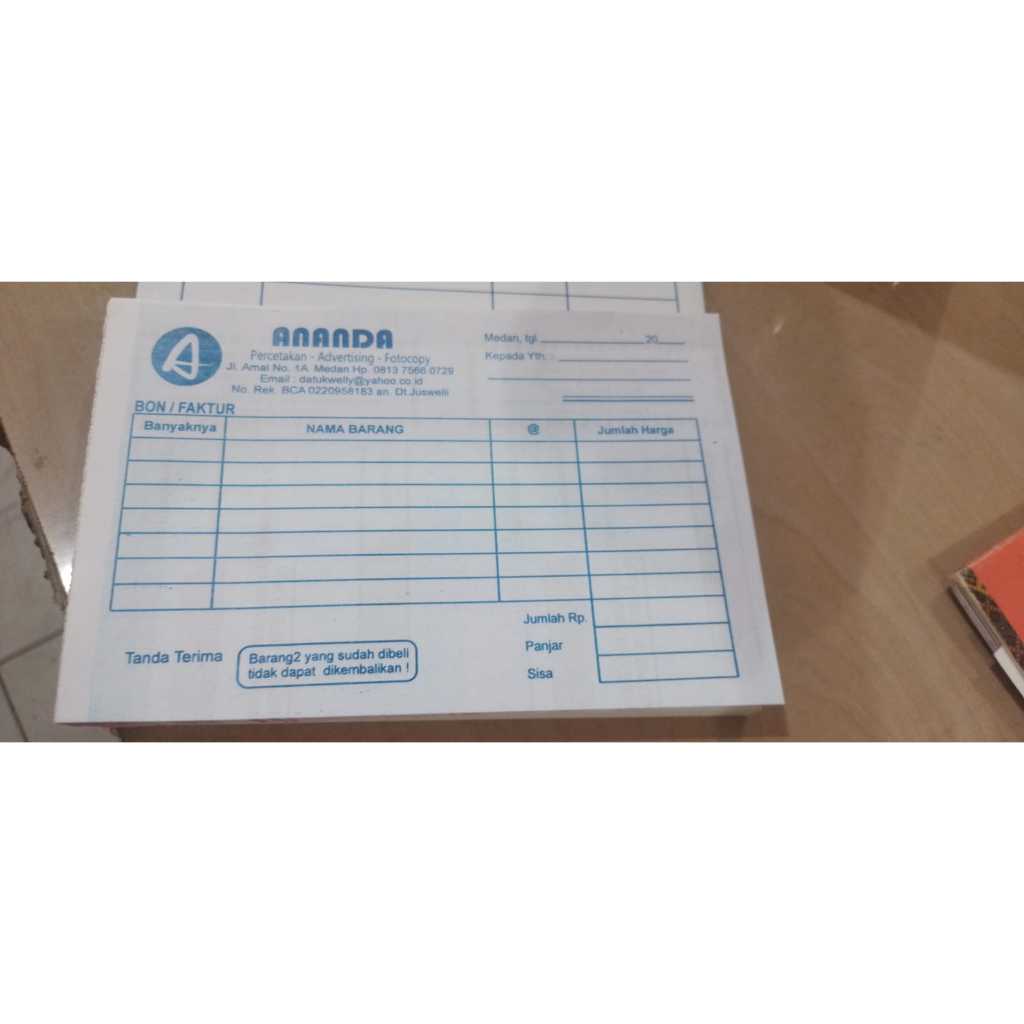 A
ANANDA
Percetakan - Advertising - Fotocopy
Jl. Amal No. 1A Medan Hp. 0813 7566 0729
Email : datukwelly@yahoo.co.id
No. Rek. BCA 0220958183 an. Dt.Juswelli
Medan, tgl. 20
Kepada Yth. :
BON / FAKTUR
Banyaknya NAMA BARANG @ Jumlah Harga
Jumlah Rp.
Panjar
Sisa
Tanda Terima
Barang2 yang sudah dibeli
tidak dapat dikembalikan !